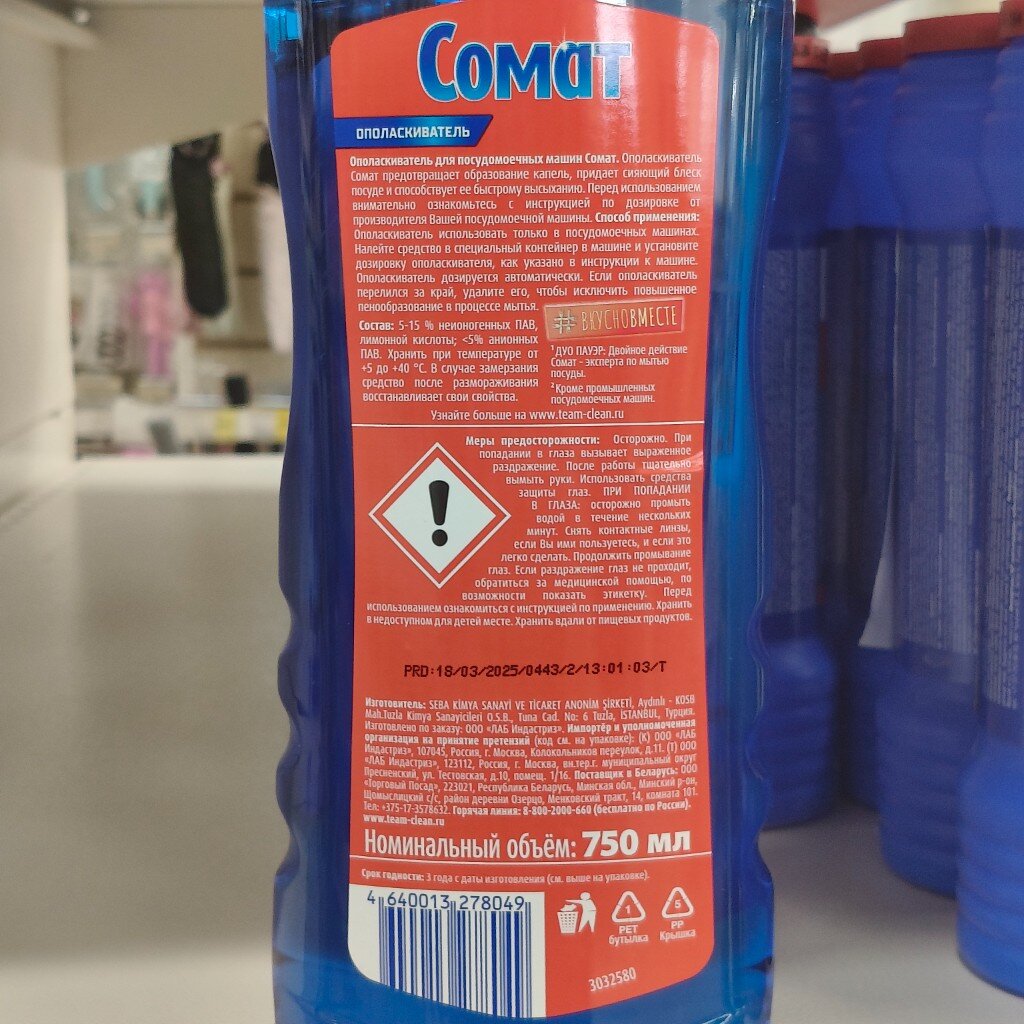 Сомат
ОПОЛАСКИВАТЕЛЬ
Ополаскиватель для посудомоечных машин Сомат. Ополаскиватель
Сомат предотвращает образование капель, придает сияющий блеск
посуде и способствует ее быстрому высыханию. Перед использованием
внимательно ознакомьтесь с инструкцией по дозировке от
производителя Вашей посудомоечной машины. Способ применения:
Ополаскиватель использовать только в посудомоечных машинах.
Налейте средство в специальный контейнер в машине и установите
дозировку ополаскивателя, как указано в инструкции к машине.
Ополаскиватель дозируется автоматически. Если ополаскиватель
перелился за край, удалите его, чтобы исключить повышенное
пенообразование в процессе мытья.
Состав: 5-15 % неионогенных ПАВ,
лимонной кислоты; <5% анионных
ПАВ. Хранить при температуре от
+5 до +40 °C. В случае замерзания
средство после размораживания
восстанавливает свои свойства.
#ВКУСНОВМЕСТЕ
¹ ДУО ПАУЭР: Двойное действие
Сомат - эксперта по мытью
посуды.
² Кроме промышленных
посудомоечных машин.
Узнайте больше на www.team-clean.ru
Меры предосторожности: Осторожно. При
попадании в глаза вызывает выраженное
раздражение. После работы тщательно
вымыть руки. Использовать средства
защиты глаз. ПРИ ПОПАДАНИИ
В ГЛАЗА: осторожно промыть
водой в течение нескольких
минут. Снять контактные линзы,
если Вы ими пользуетесь, и если это
легко сделать. Продолжить промывание
глаз. Если раздражение глаз не проходит,
обратиться за медицинской помощью, по
возможности показать этикетку. Перед
использованием ознакомиться с инструкцией по применению. Хранить
в недоступном для детей месте. Хранить вдали от пищевых продуктов.
PRD:18/03/2025/0443/2/13:01:03/T
Изготовитель: SEBA KİMYA SANAYİ VE TİCARET ANONİM ŞİRKETİ, Aydınlı - KOSB
Mah.Tuzla Kimya Sanayicileri O.S.B., Tuna Cad. No: 6 Tuzla, İSTANBUL, Турция.
Изготовлено по заказу: ООО «ЛАБ Индастриз». Импортёр и уполномоченная
организация на принятие претензий (код см. на упаковке): (K) ООО «ЛАБ
Индастриз», 107045, Россия, г. Москва, Колокольников переулок, д.11. (T) ООО
«ЛАБ Индастриз», 123112, Россия, г. Москва, вн.тер.г. муниципальный округ
Пресненский, ул. Тестовская, д.10, помещ. 1/16. Поставщик в Беларусь: ООО
«Торговый Посад», 223021, Республика Беларусь, Минская обл., Минский р-он,
Щомыслицкий с/с, район деревни Озерцо, Менковский тракт, 14, комната 101.
Тел: +375-17-3578632. Горячая линия: 8-800-2000-660 (бесплатно по России).
www.team-clean.ru
Номинальный объём: 750 мл
Срок годности: 3 года с даты изготовления (см. выше на упаковке).
4 640013 278049
1
PET
бутылка
5
PP
Крышка
3032580